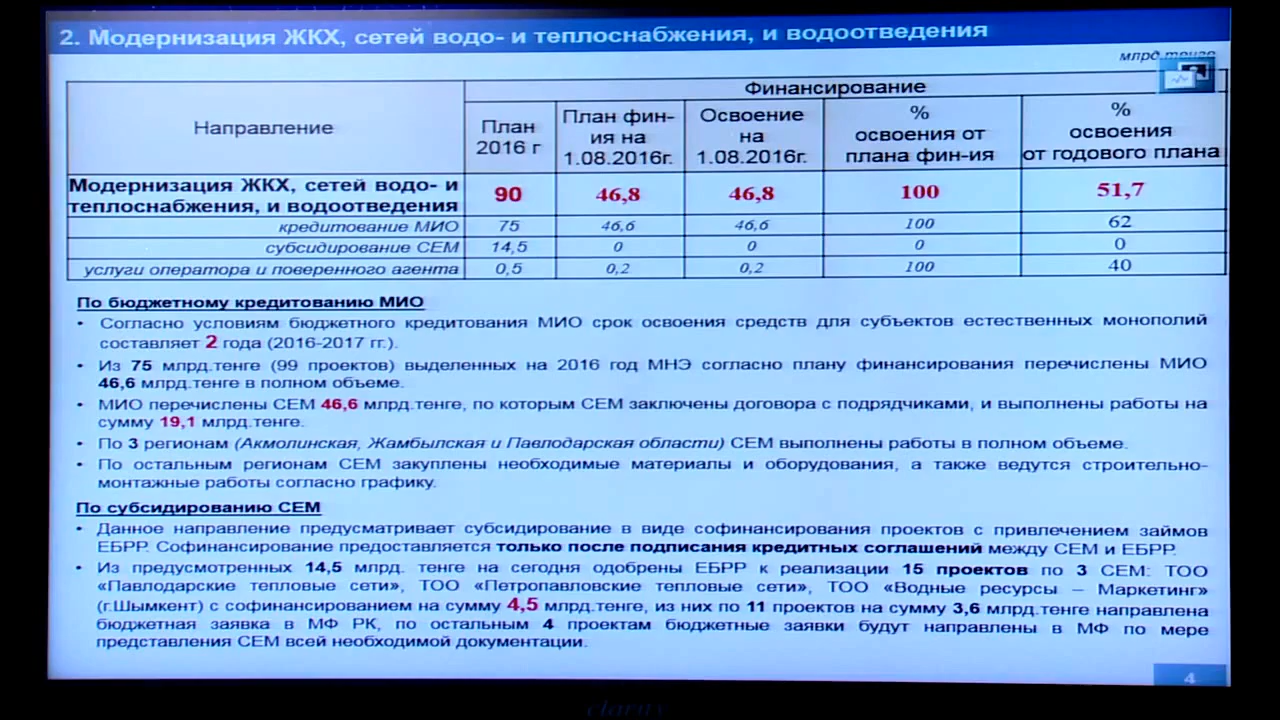 2. Модернизация ЖКХ, сетей водо- и теплоснабжения, и водоотведения
млрд.тенге
Направление
Финансирование
План 2016 г
План фин-ия на 1.08.2016г.
Освоение на 1.08.2016г.
% освоения от плана фин-ия
% освоения от годового плана
Модернизация ЖКХ, сетей водо- и теплоснабжения, и водоотведения 90 46,8 46,8 100 51,7
кредитование МИО 75 46,6 46,6 100 62
субсидирование СЕМ 14,5 0 0 0 0
услуги оператора и поверенного агента 0,5 0,2 0,2 100 40
По бюджетному кредитованию МИО
• Согласно условиям бюджетного кредитования МИО срок освоения средств для субъектов естественных монополий
составляет 2 года (2016-2017 гг.).
• Из 75 млрд.тенге (99 проектов) выделенных на 2016 год МНЭ согласно плану финансирования перечислены МИО
46,6 млрд.тенге в полном объеме.
• МИО перечислены СЕМ 46,6 млрд.тенге, по которым СЕМ заключены договора с подрядчиками, и выполнены работы на
сумму 19,1 млрд.тенге.
• По 3 регионам (Акмолинская, Жамбылская и Павлодарская области) СЕМ выполнены работы в полном объеме.
• По остальным регионам СЕМ закуплены необходимые материалы и оборудования, а также ведутся строительно-
монтажные работы согласно графику.
По субсидированию СЕМ
• Данное направление предусматривает субсидирование в виде софинансирования проектов с привлечением займов
ЕБРР. Софинансирование предоставляется только после подписания кредитных соглашений между СЕМ и ЕБРР.
• Из предусмотренных 14,5 млрд. тенге на сегодня одобрены ЕБРР к реализации 15 проектов по 3 СЕМ: ТОО
«Павлодарские тепловые сети», ТОО «Петропавловские тепловые сети», ТОО «Водные ресурсы – Маркетинг»
(г.Шымкент) с софинансированием на сумму 4,5 млрд.тенге, из них по 11 проектов на сумму 3,6 млрд.тенге направлена
бюджетная заявка в МФ РК, по остальным 4 проектам бюджетные заявки будут направлены в МФ по мере
представления СЕМ всей необходимой документации.
4
clarity